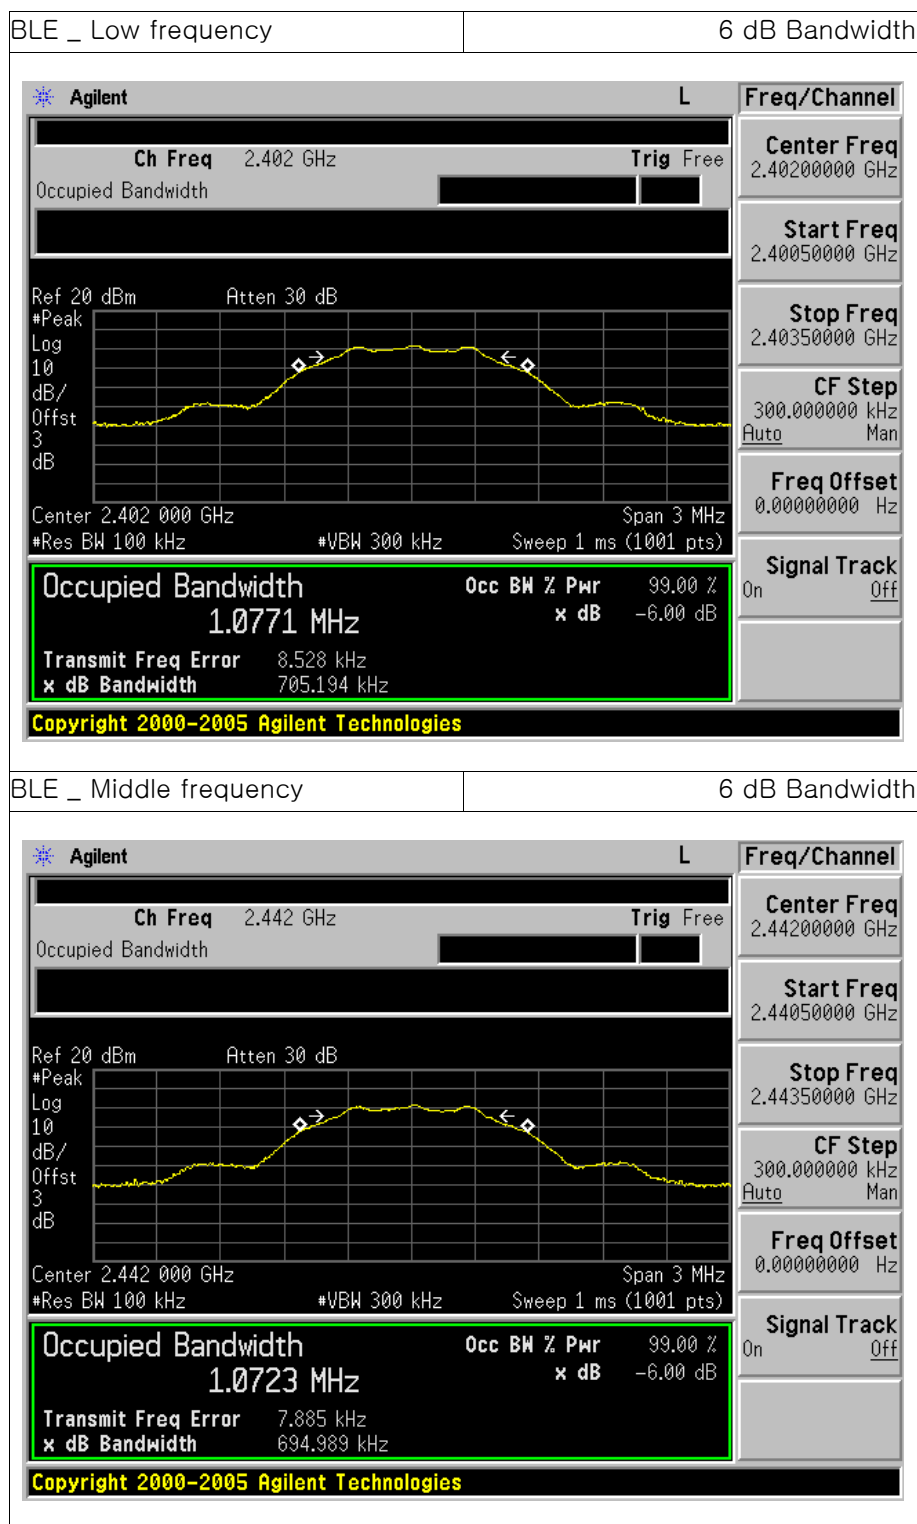 BLE _ Low frequency 6 dB Bandwidth
Agilent L Freq/Channel
Ch Freq 2.402 GHz Trig Free
Occupied Bandwidth
Center Freq
2.40200000 GHz
Start Freq
2.40050000 GHz
Stop Freq
2.40350000 GHz
CF Step
300.000000 kHz
Auto Man
Freq Offset
0.00000000 Hz
Signal Track
On Off
Ref 20 dBm Atten 30 dB
#Peak
Log
10
dB/
Offst
3
dB
Center 2.402 000 GHz Span 3 MHz
#Res BW 100 kHz #VBW 300 kHz Sweep 1 ms (1001 pts)
Occupied Bandwidth Occ BW % Pwr 99.00 %
1.0771 MHz x dB -6.00 dB
Transmit Freq Error 8.528 kHz
x dB Bandwidth 705.194 kHz
Copyright 2000-2005 Agilent Technologies
BLE _ Middle frequency 6 dB Bandwidth
Agilent L Freq/Channel
Ch Freq 2.442 GHz Trig Free
Occupied Bandwidth
Center Freq
2.44200000 GHz
Start Freq
2.44050000 GHz
Stop Freq
2.44350000 GHz
CF Step
300.000000 kHz
Auto Man
Freq Offset
0.00000000 Hz
Signal Track
On Off
Ref 20 dBm Atten 30 dB
#Peak
Log
10
dB/
Offst
3
dB
Center 2.442 000 GHz Span 3 MHz
#Res BW 100 kHz #VBW 300 kHz Sweep 1 ms (1001 pts)
Occupied Bandwidth Occ BW % Pwr 99.00 %
1.0723 MHz x dB -6.00 dB
Transmit Freq Error 7.885 kHz
x dB Bandwidth 694.989 kHz
Copyright 2000-2005 Agilent Technologies